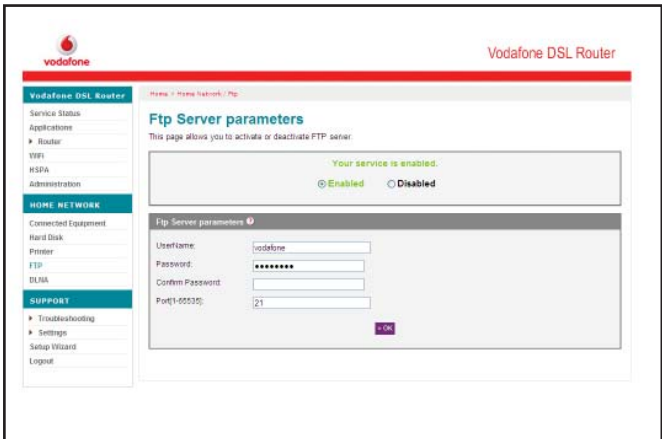 vodafone
Vodafone DSL Router
Vodafone DSL Router
Service Status
Applications
Router
WiFi
HSPA
Administration
HOME NETWORK
Connected Equipment
Hard Disk
Printer
FTP
DLNA
SUPPORT
Troubleshooting
Settings
Setup Wizard
Logout
Home > Home Network / Ftp
Ftp Server parameters
This page allows you to activate or deactivate FTP server.
Your service is enabled.
Enabled Disabled
Ftp Server parameters ?
UserName: vodafone
Password: ••••••••
Confirm Password:
Port[1-65535]: 21
» OK